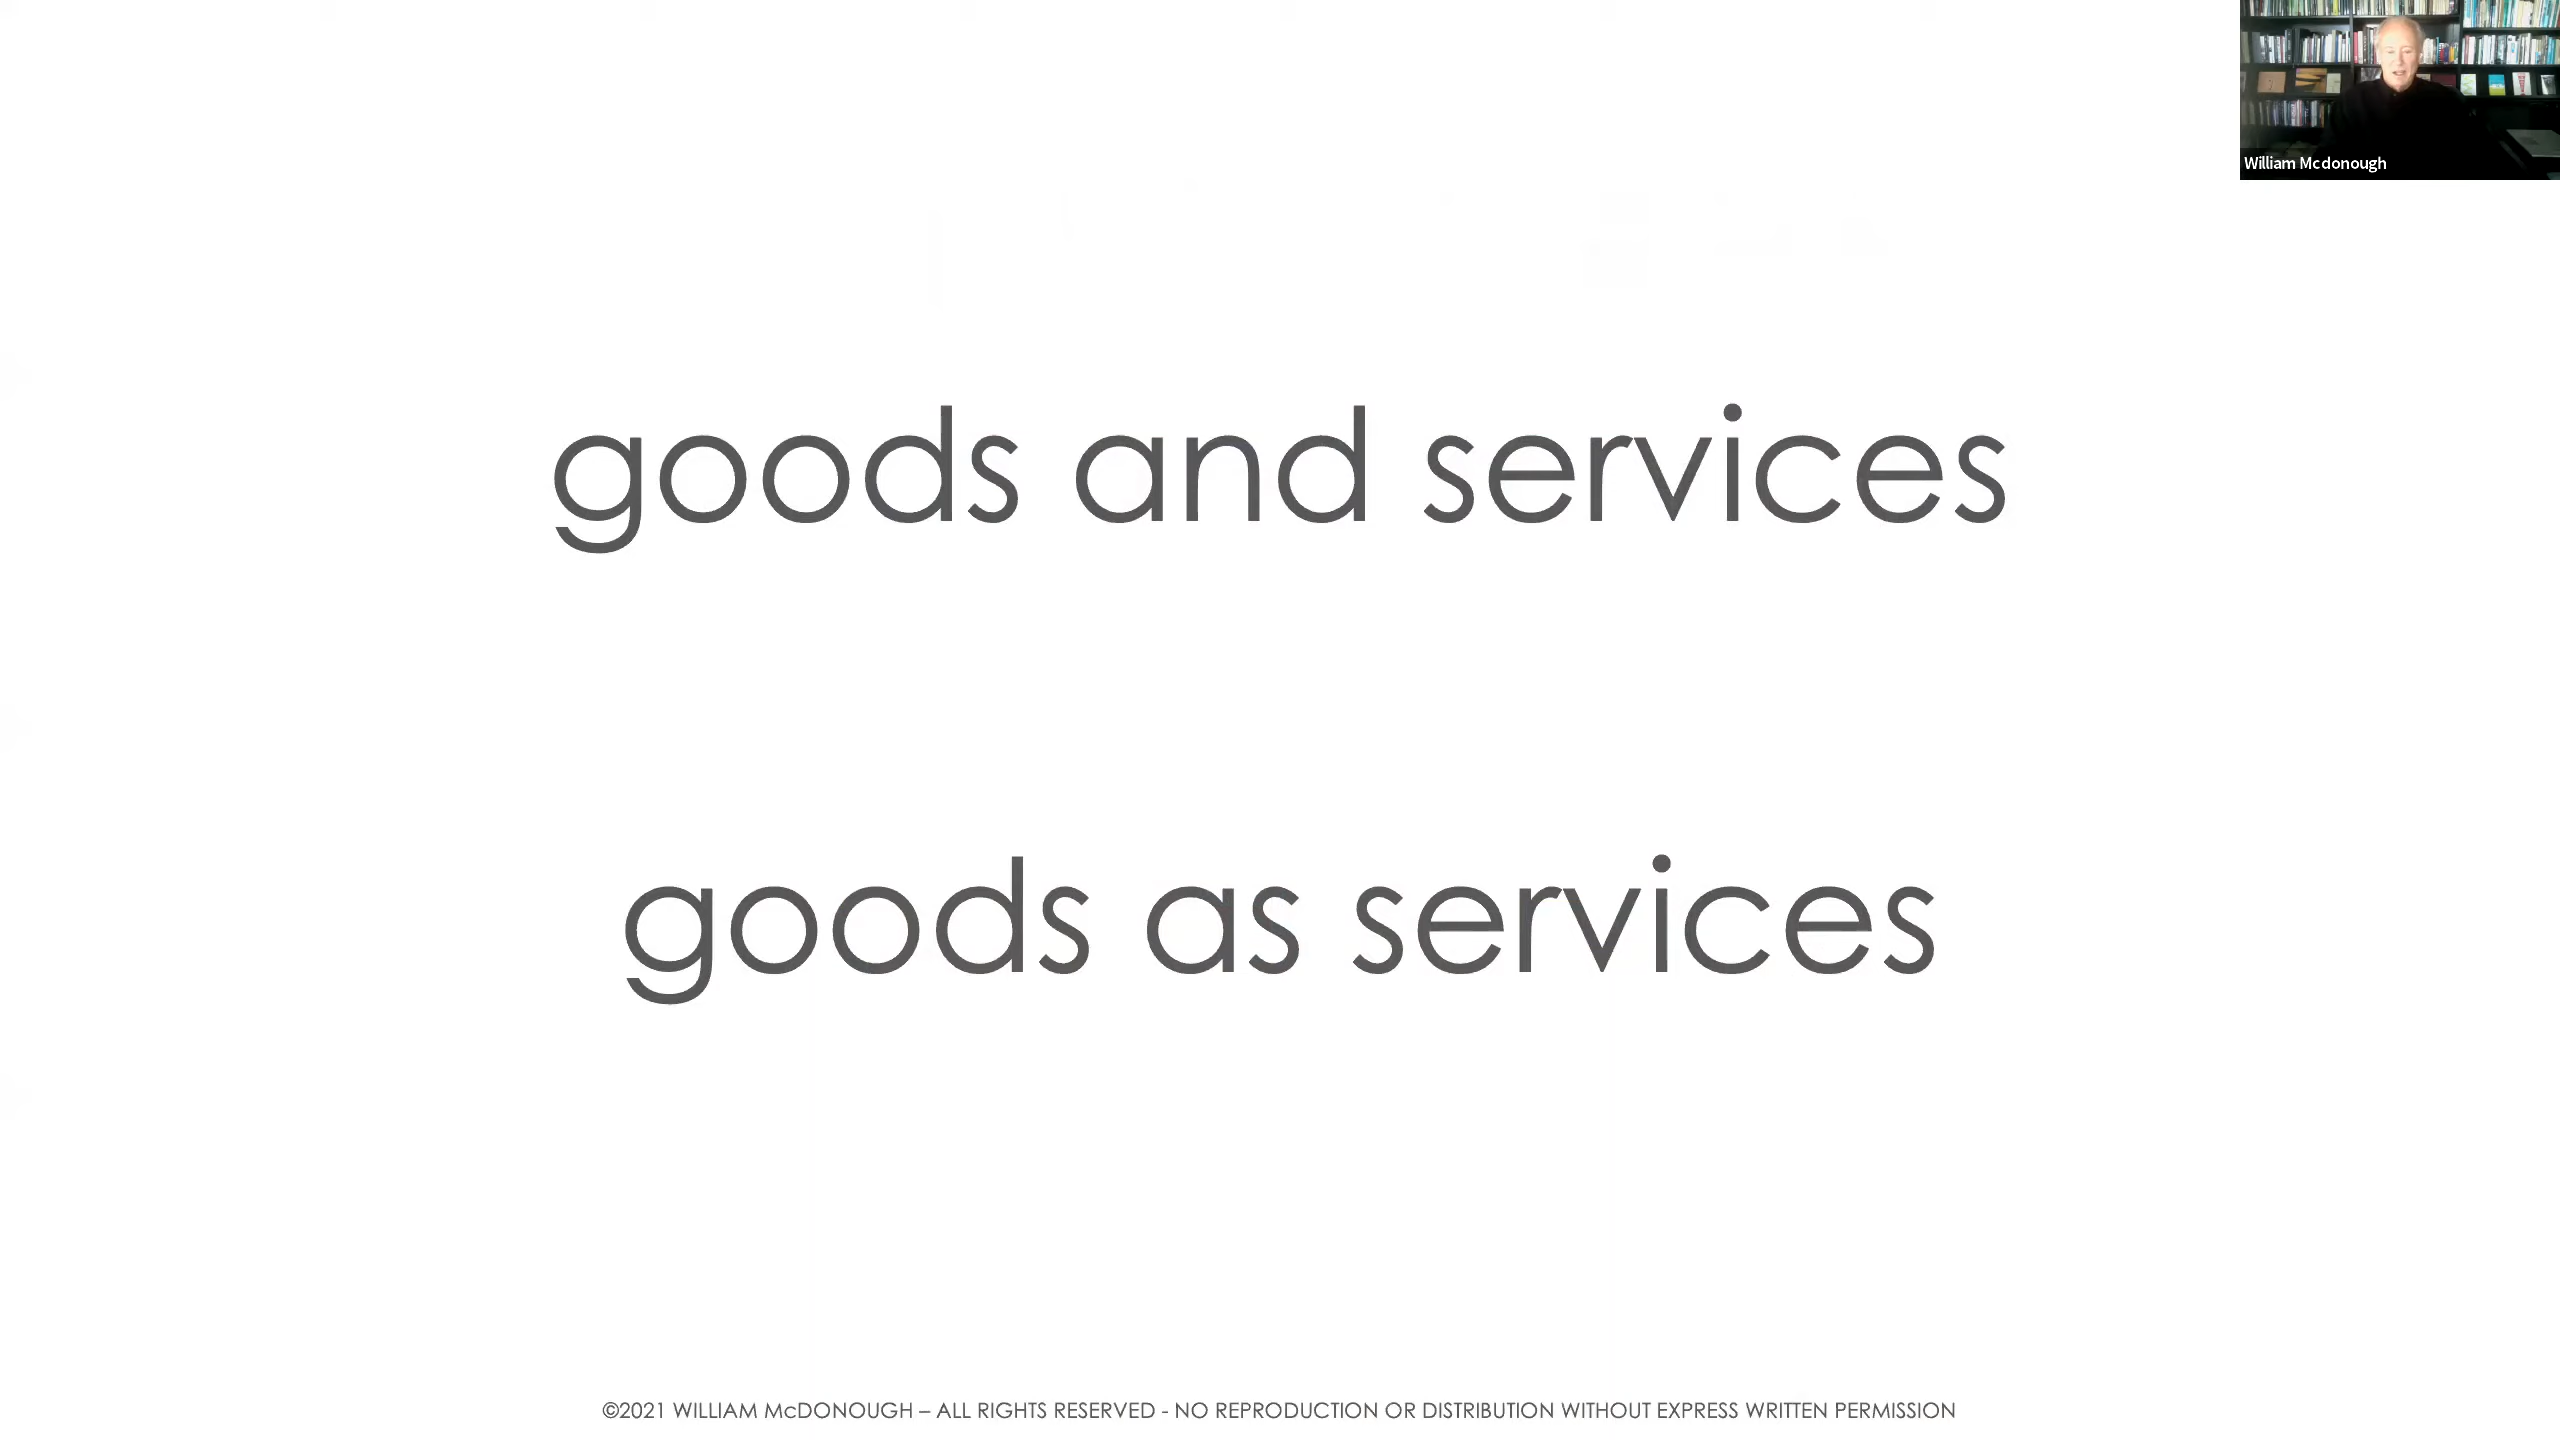 William Mcdonough
goods and services
goods as services
©2021 WILLIAM McDONOUGH – ALL RIGHTS RESERVED - NO REPRODUCTION OR DISTRIBUTION WITHOUT EXPRESS WRITTEN PERMISSION